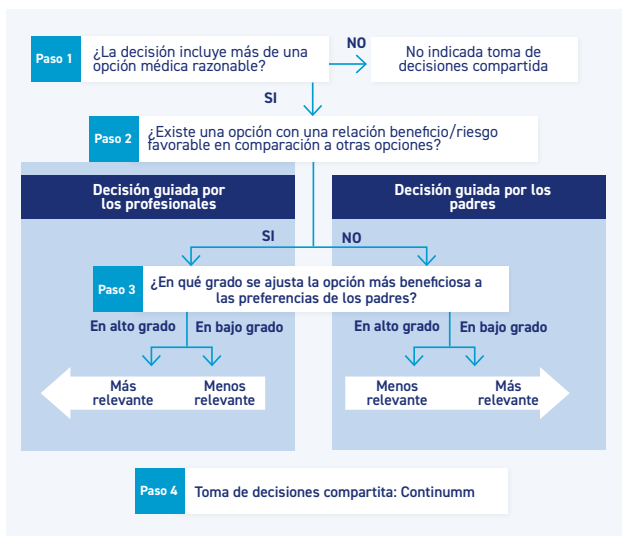 Paso 1
¿La decisión incluye más de una
opción médica razonable?
NO
No indicada toma de
decisiones compartida
SI
Paso 2
¿Existe una opción con una relación beneficio/riesgo
favorable en comparación a otras opciones?
Decisión guiada por
los profesionales
Decisión guiada por los
padres
SI
NO
Paso 3
¿En qué grado se ajusta la opción más beneficiosa a
las preferencias de los padres?
En alto grado
En bajo grado
En alto grado
En bajo grado
Más
relevante
Menos
relevante
Menos
relevante
Más
relevante
Paso 4
Toma de decisiones compartita: Continumm